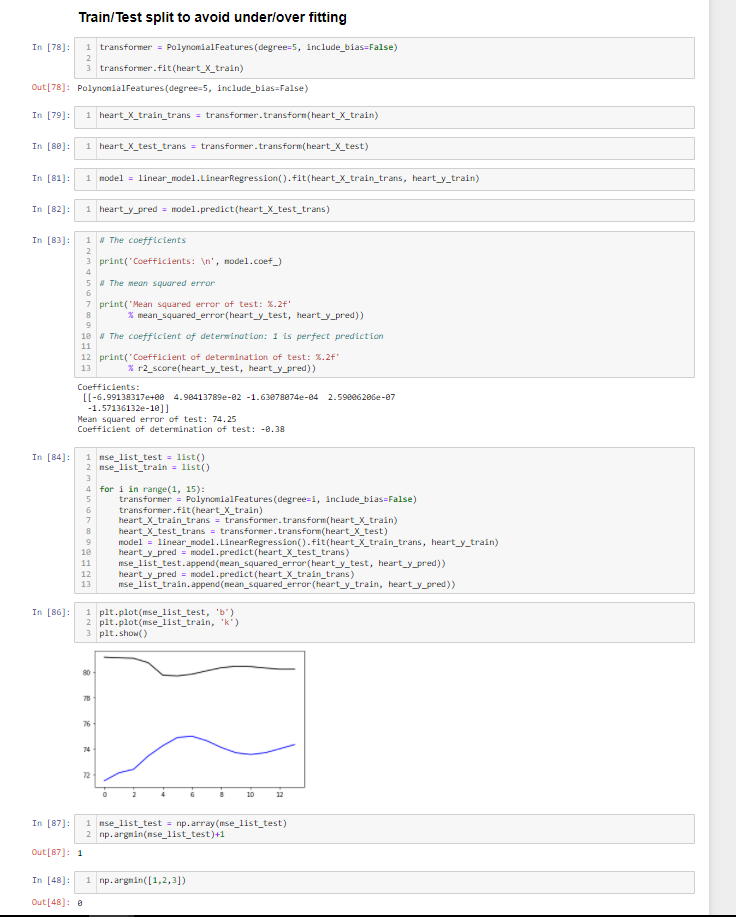 Train/Test split to avoid under/over fitting
In [78]:
1 transformer = PolynomialFeatures(degree=5, include_bias=False)
2
3 transformer.fit(heart_X_train)
Out[78]: PolynomialFeatures(degree=5, include_bias=False)
In [79]: 1 heart_X_train_trans = transformer.transform(heart_X_train)
In [80]: 1 heart_X_test_trans = transformer.transform(heart_X_test)
In [81]: 1 model = linear_model.LinearRegression().fit(heart_X_train_trans, heart_y_train)
In [82]: 1 heart_y_pred = model.predict(heart_X_test_trans)
In [83]: 1 # The coefficients
2
3 print('Coefficients: \n', model.coef_)
4
5 # The mean squared error
6
7 print('Mean squared error of test: %.2f'
8 % mean_squared_error(heart_y_test, heart_y_pred))
9
10 # The coefficient of determination: 1 is perfect prediction
11
12 print('Coefficient of determination of test: %.2f'
13 % r2_score(heart_y_test, heart_y_pred))
Coefficients:
[[-6.99138317e+00 4.90413789e-02 -1.63078074e-04 2.59006206e-07
-1.57136132e-10]]
Mean squared error of test: 74.25
Coefficient of determination of test: -0.38
In [84]: 1 mse_list_test = list()
2 mse_list_train = list()
3
4 for i in range(1, 15):
5 transformer = PolynomialFeatures(degree=i, include_bias=False)
6 transformer.fit(heart_X_train)
7 heart_X_train_trans = transformer.transform(heart_X_train)
8 heart_X_test_trans = transformer.transform(heart_X_test)
9 model = linear_model.LinearRegression().fit(heart_X_train_trans, heart_y_train)
10 heart_y_pred = model.predict(heart_X_test_trans)
11 mse_list_test.append(mean_squared_error(heart_y_test, heart_y_pred))
12 heart_y_pred = model.predict(heart_X_train_trans)
13 mse_list_train.append(mean_squared_error(heart_y_train, heart_y_pred))
In [86]: 1 plt.plot(mse_list_test, 'b')
2 plt.plot(mse_list_train, 'k')
3 plt.show()
80
78
76
74
72
0 2 4 6 8 10 12
In [87]: 1 mse_list_test = np.array(mse_list_test)
2 np.argmin(mse_list_test)+1
Out[87]: 1
In [48]: 1 np.argmin([1,2,3])
Out[48]: 0